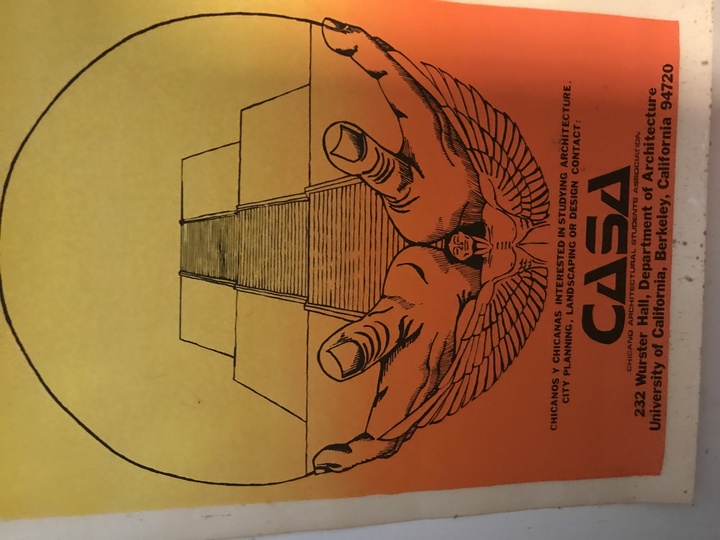 CHICANOS Y CHICANAS INTERESTED IN STUDYING ARCHITECTURE,
CITY PLANNING, LANDSCAPING OR DESIGN CONTACT:
CASA
CHICANO ARCHITECTURAL STUDENTS ASSOCIATION
232 Wurster Hall, Department of Architecture
University of California, Berkeley, California 94720